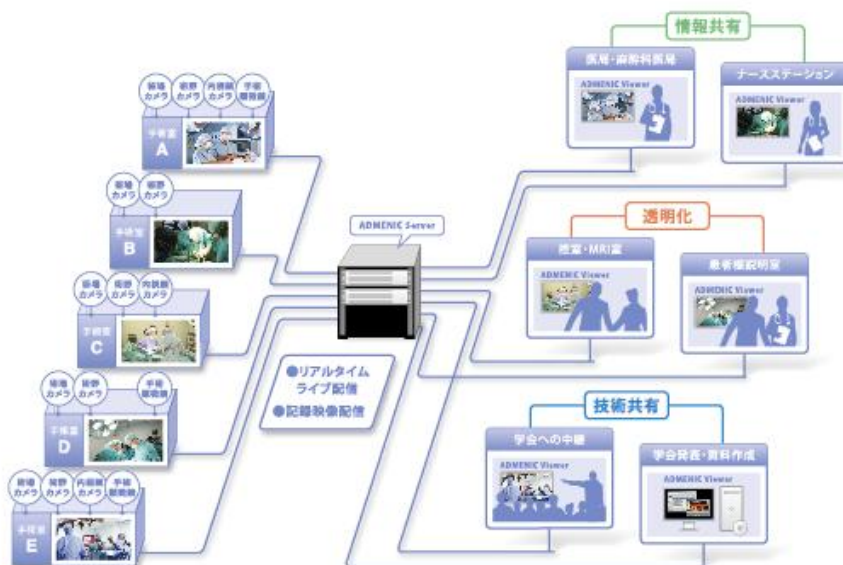 情報共有
医局・麻酔科医局
ADMENIC Viewer
ナースステーション
ADMENIC Viewer
術場
カメラ
術野
カメラ
内視鏡
カメラ
手術
顕微鏡
手術室
A
術場
カメラ
術野
カメラ
手術室
B
術場
カメラ
術野
カメラ
内視鏡
カメラ
手術室
C
術場
カメラ
術野
カメラ
手術
顕微鏡
手術室
D
術場
カメラ
術野
カメラ
内視鏡
カメラ
手術
顕微鏡
手術室
E
ADMENIC Server
●リアルタイム
ライブ配信
●記録映像配信
透明化
控室・MRI室
ADMENIC Viewer
患者様説明室
ADMENIC Viewer
技術共有
学会への中継
ADMENIC Viewer
学会発表・資料作成
ADMENIC Viewer